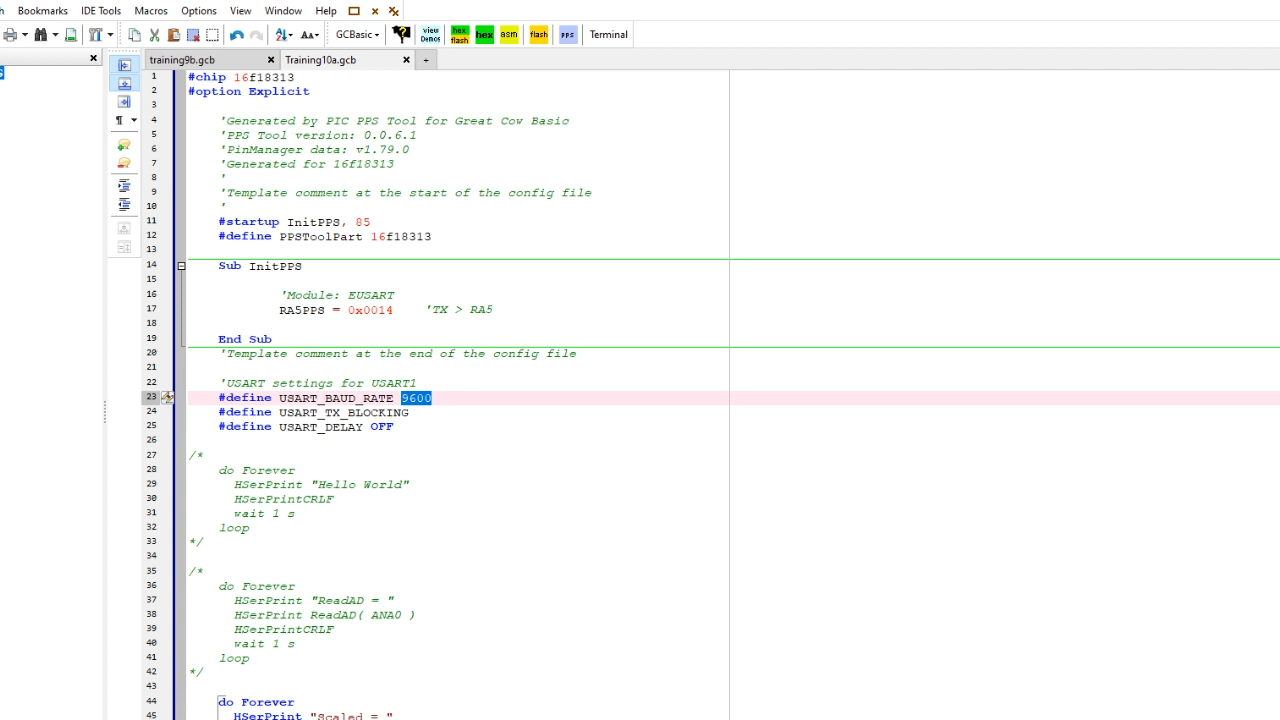 Bookmarks IDE Tools Macros Options View Window Help
GCBasic view Demos hex flash hex asm flash pps Terminal
training9b.gcb Training10a.gcb
1 #chip 16f18313
2 #option Explicit
3
4 'Generated by PIC PPS Tool for Great Cow Basic
5 'PPS Tool version: 0.0.6.1
6 'PinManager data: v1.79.0
7 'Generated for 16f18313
8 '
9 'Template comment at the start of the config file
10 '
11 #startup InitPPS, 85
12 #define PPSToolPart 16f18313
13
14 Sub InitPPS
15
16 'Module: EUSART
17 RA5PPS = 0x0014 'TX > RA5
18
19 End Sub
20 'Template comment at the end of the config file
21
22 'USART settings for USART1
23 #define USART_BAUD_RATE 9600
24 #define USART_TX_BLOCKING
25 #define USART_DELAY OFF
26
27 /*
28 do Forever
29 HSerPrint "Hello World"
30 HSerPrintCRLF
31 wait 1 s
32 loop
33 */
34
35 /*
36 do Forever
37 HSerPrint "ReadAD = "
38 HSerPrint ReadAD( ANA0 )
39 HSerPrintCRLF
40 wait 1 s
41 loop
42 */
43
44 do Forever
45 HSerPrint "Scaled = "